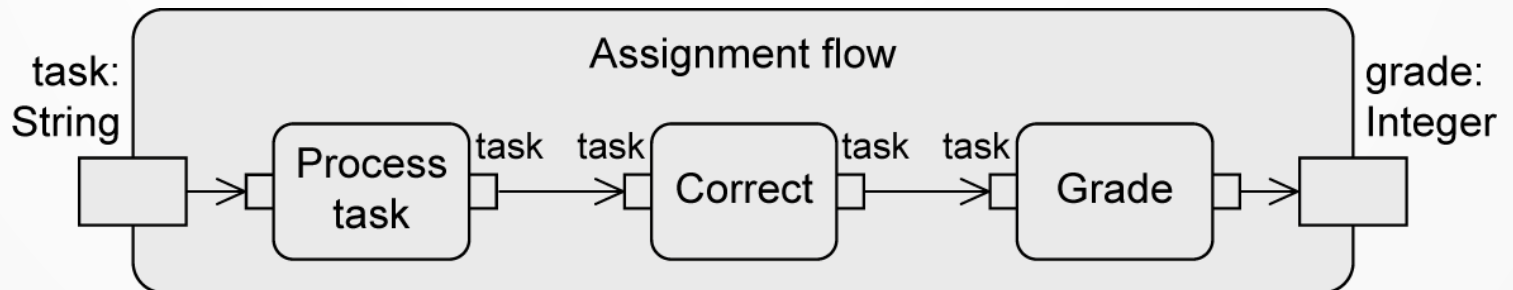 Assignment flow
task:
String
grade:
Integer
Process
task
task
task
Correct
task
task
Grade